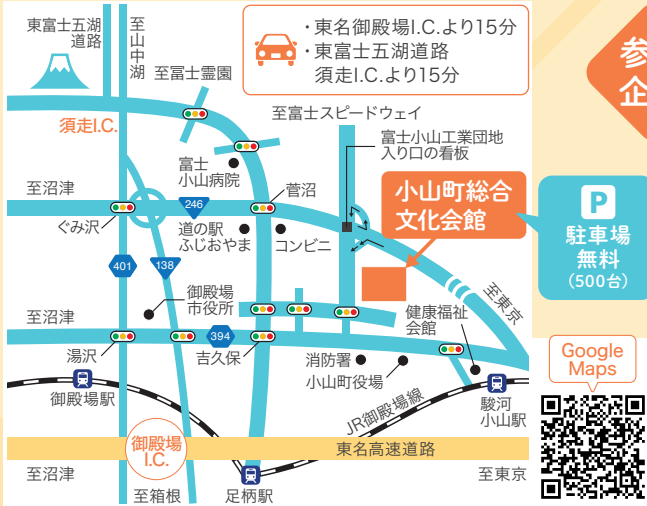 東富士五湖
道路
至山中湖
・東名御殿場I.C.より15分
・東富士五湖道路
須走I.C.より15分
参
企
至富士霊園
須走I.C.
至富士スピードウェイ
富士小山工業団地
入り口の看板
富士
小山病院
至沼津
菅沼
小山町総合
文化会館
P
駐車場
無料
(500台)
ぐみ沢
246
道の駅
ふじおやま
コンビニ
401
138
御殿場
市役所
至東京
健康福祉
会館
至沼津
394
湯沢
吉久保
消防署
小山町役場
Google
Maps
御殿場駅
JR御殿場線
駿河
小山駅
御殿場
I.C.
東名高速道路
至沼津
至箱根
足柄駅
至東京